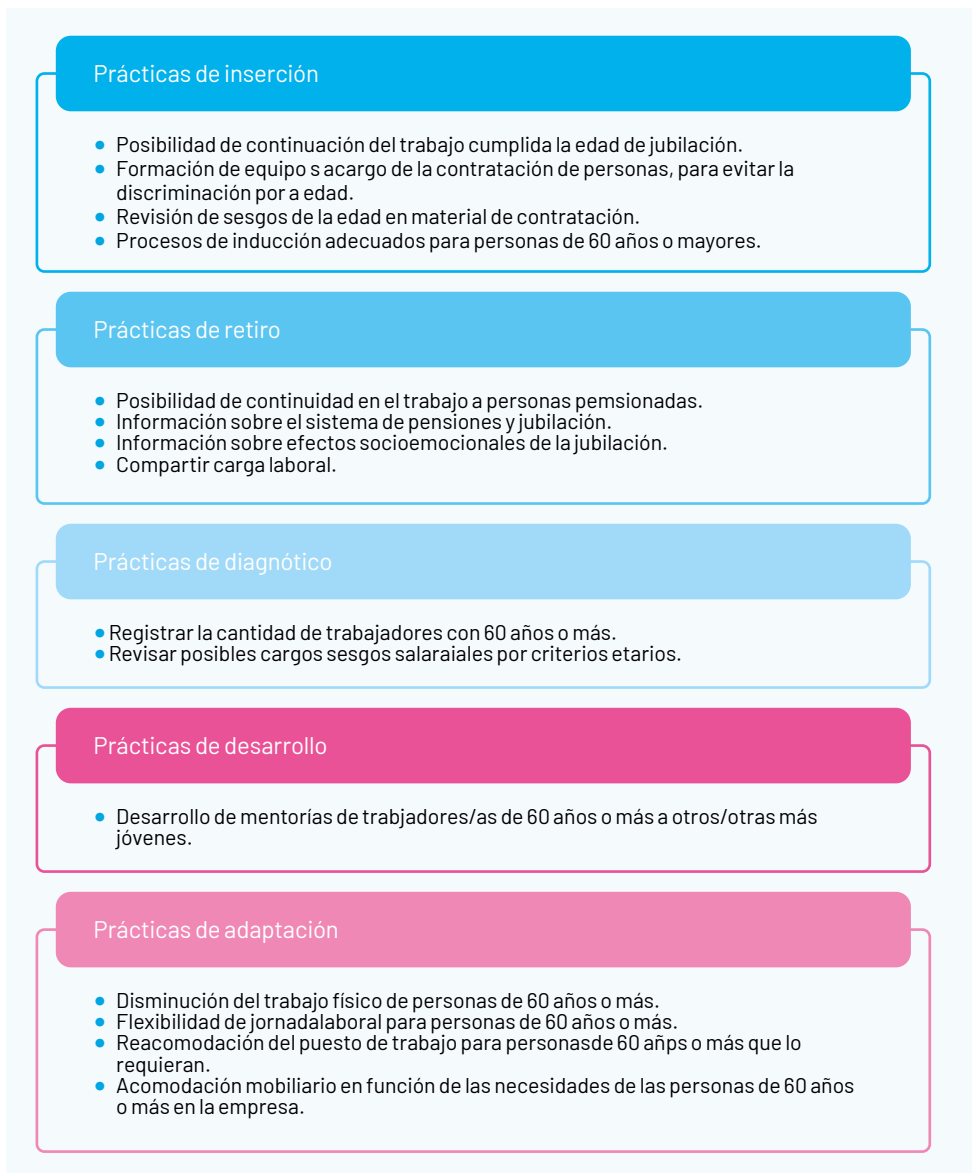 Prácticas de inserción
• Posibilidad de continuación del trabajo cumplida la edad de jubilación.
• Formación de equipo s acargo de la contratación de personas, para evitar la
discriminación por a edad.
• Revisión de sesgos de la edad en material de contratación.
• Procesos de inducción adecuados para personas de 60 años o mayores.
Prácticas de retiro
• Posibilidad de continuidad en el trabajo a personas pemsionadas.
• Información sobre el sistema de pensiones y jubilación.
• Información sobre efectos socioemocionales de la jubilación.
• Compartir carga laboral.
Prácticas de diagnótico
• Registrar la cantidad de trabajadores con 60 años o más.
• Revisar posibles cargos sesgos salaraiales por criterios etarios.
Prácticas de desarrollo
• Desarrollo de mentorías de trabjadores/as de 60 años o más a otros/otras más
jóvenes.
Prácticas de adaptación
• Disminución del trabajo físico de personas de 60 años o más.
• Flexibilidad de jornadalaboral para personas de 60 años o más.
• Reacomodación del puesto de trabajo para personasde 60 añps o más que lo
requieran.
• Acomodación mobiliario en función de las necesidades de las personas de 60 años
o más en la empresa.